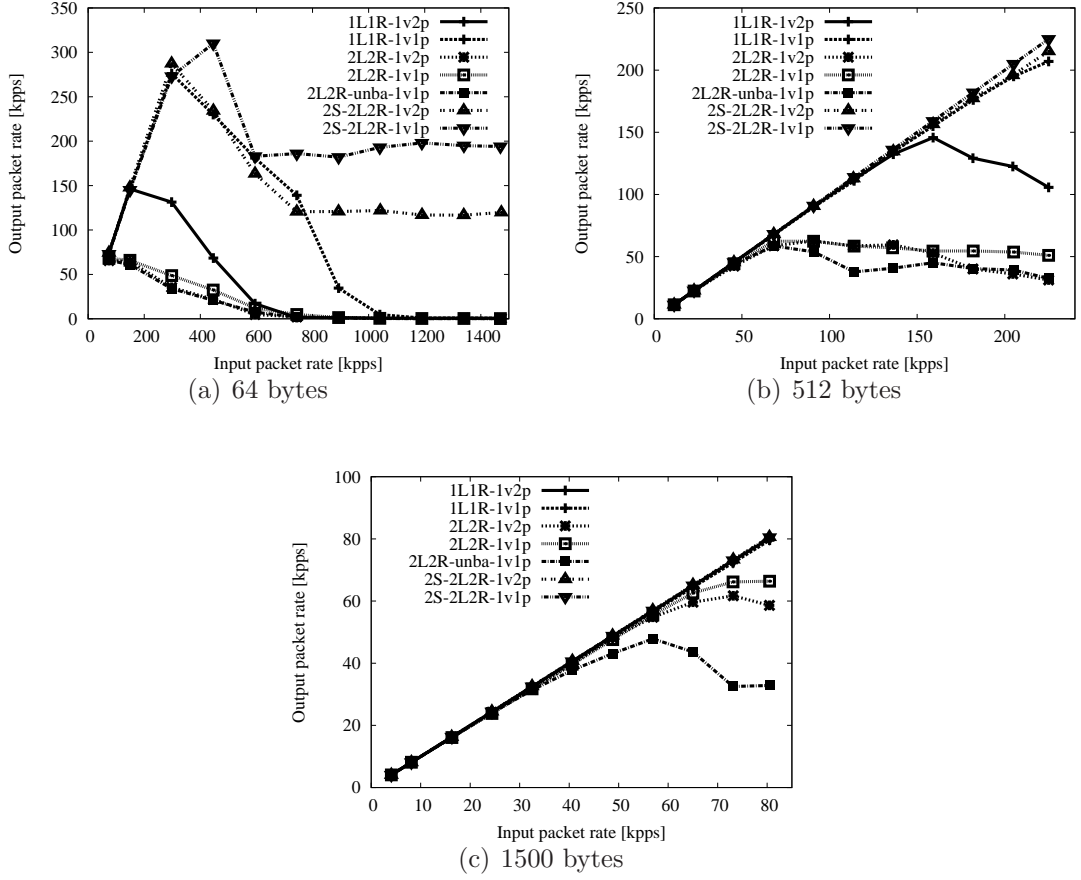 Output packet rate [kpps]
350
300
250
200
150
100
50
0
1L1R-1v2p
1L1R-1v1p
2L2R-1v2p
2L2R-1v1p
2L2R-unba-1v1p
2S-2L2R-1v2p
2S-2L2R-1v1p
0 200 400 600 800 1000 1200 1400
Input packet rate [kpps]
(a) 64 bytes
Output packet rate [kpps]
250
200
150
100
50
0
1L1R-1v2p
1L1R-1v1p
2L2R-1v2p
2L2R-1v1p
2L2R-unba-1v1p
2S-2L2R-1v2p
2S-2L2R-1v1p
0 50 100 150 200
Input packet rate [kpps]
(b) 512 bytes
Output packet rate [kpps]
100
80
60
40
20
0
1L1R-1v2p
1L1R-1v1p
2L2R-1v2p
2L2R-1v1p
2L2R-unba-1v1p
2S-2L2R-1v2p
2S-2L2R-1v1p
0 10 20 30 40 50 60 70 80
Input packet rate [kpps]
(c) 1500 bytes